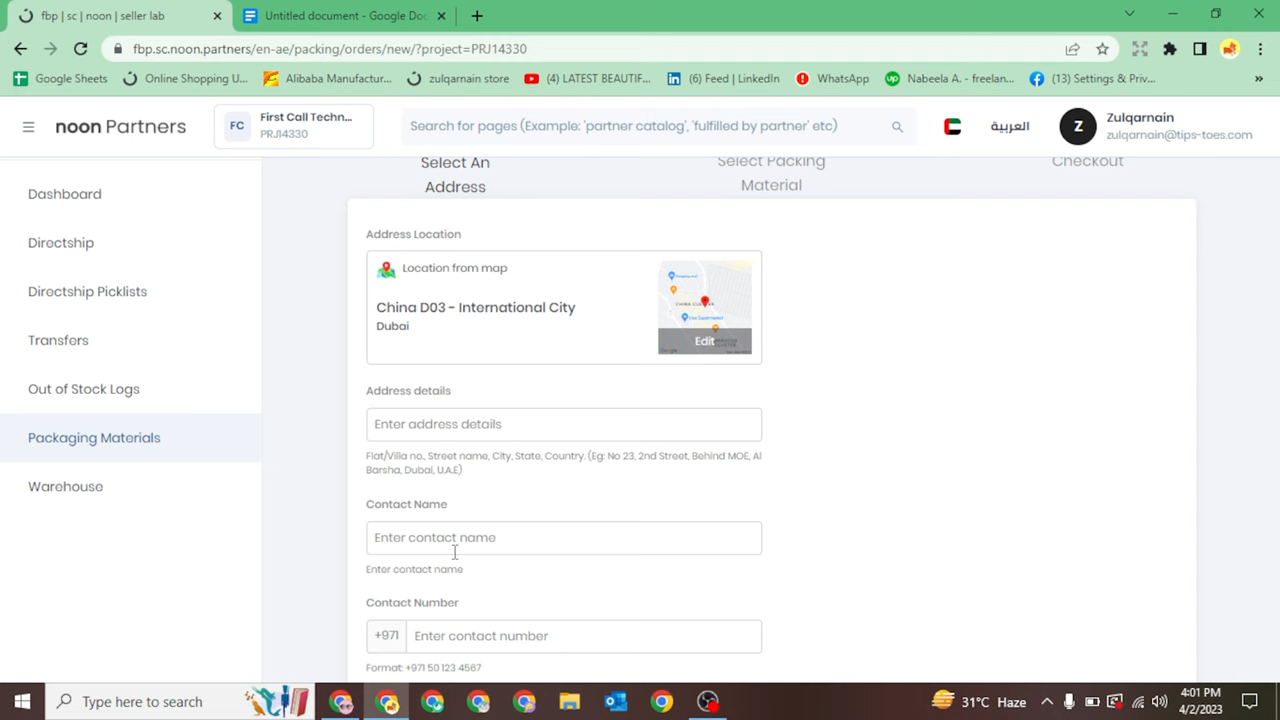 fbp | sc | noon | seller lab
Untitled document - Google Doc
fbp.sc.noon.partners/en-ae/packing/orders/new/?project=PRJ14330
Google Sheets
Online Shopping U...
Alibaba Manufactur...
zulqarnain store
(4) LATEST BEAUTIF...
(6) Feed | LinkedIn
WhatsApp
Nabeela A. - freelan...
(13) Settings & Priv...
»
noon Partners
FC
First Call Techn...
PRJ14330
Search for pages (Example: 'partner catalog', 'fulfilled by partner' etc)
العربية
Z
Zulqarnain
zulqarnain@tips-toes.com
Dashboard
Directship
Directship Picklists
Transfers
Out of Stock Logs
Packaging Materials
Warehouse
Select An
Address
Select Packing
Material
Checkout
Address Location
Location from map
China D03 - International City
Dubai
Edit
Address details
Enter address details
Flat/Villa no., Street name, City, State, Country. (Eg: No 23, 2nd Street, Behind MOE, Al
Barsha, Dubai, U.A.E)
Contact Name
Enter contact name
Enter contact name
Contact Number
+971
Enter contact number
Format: +971 50 123 4567
Type here to search
31°C Haze
4:01 PM
4/2/2023